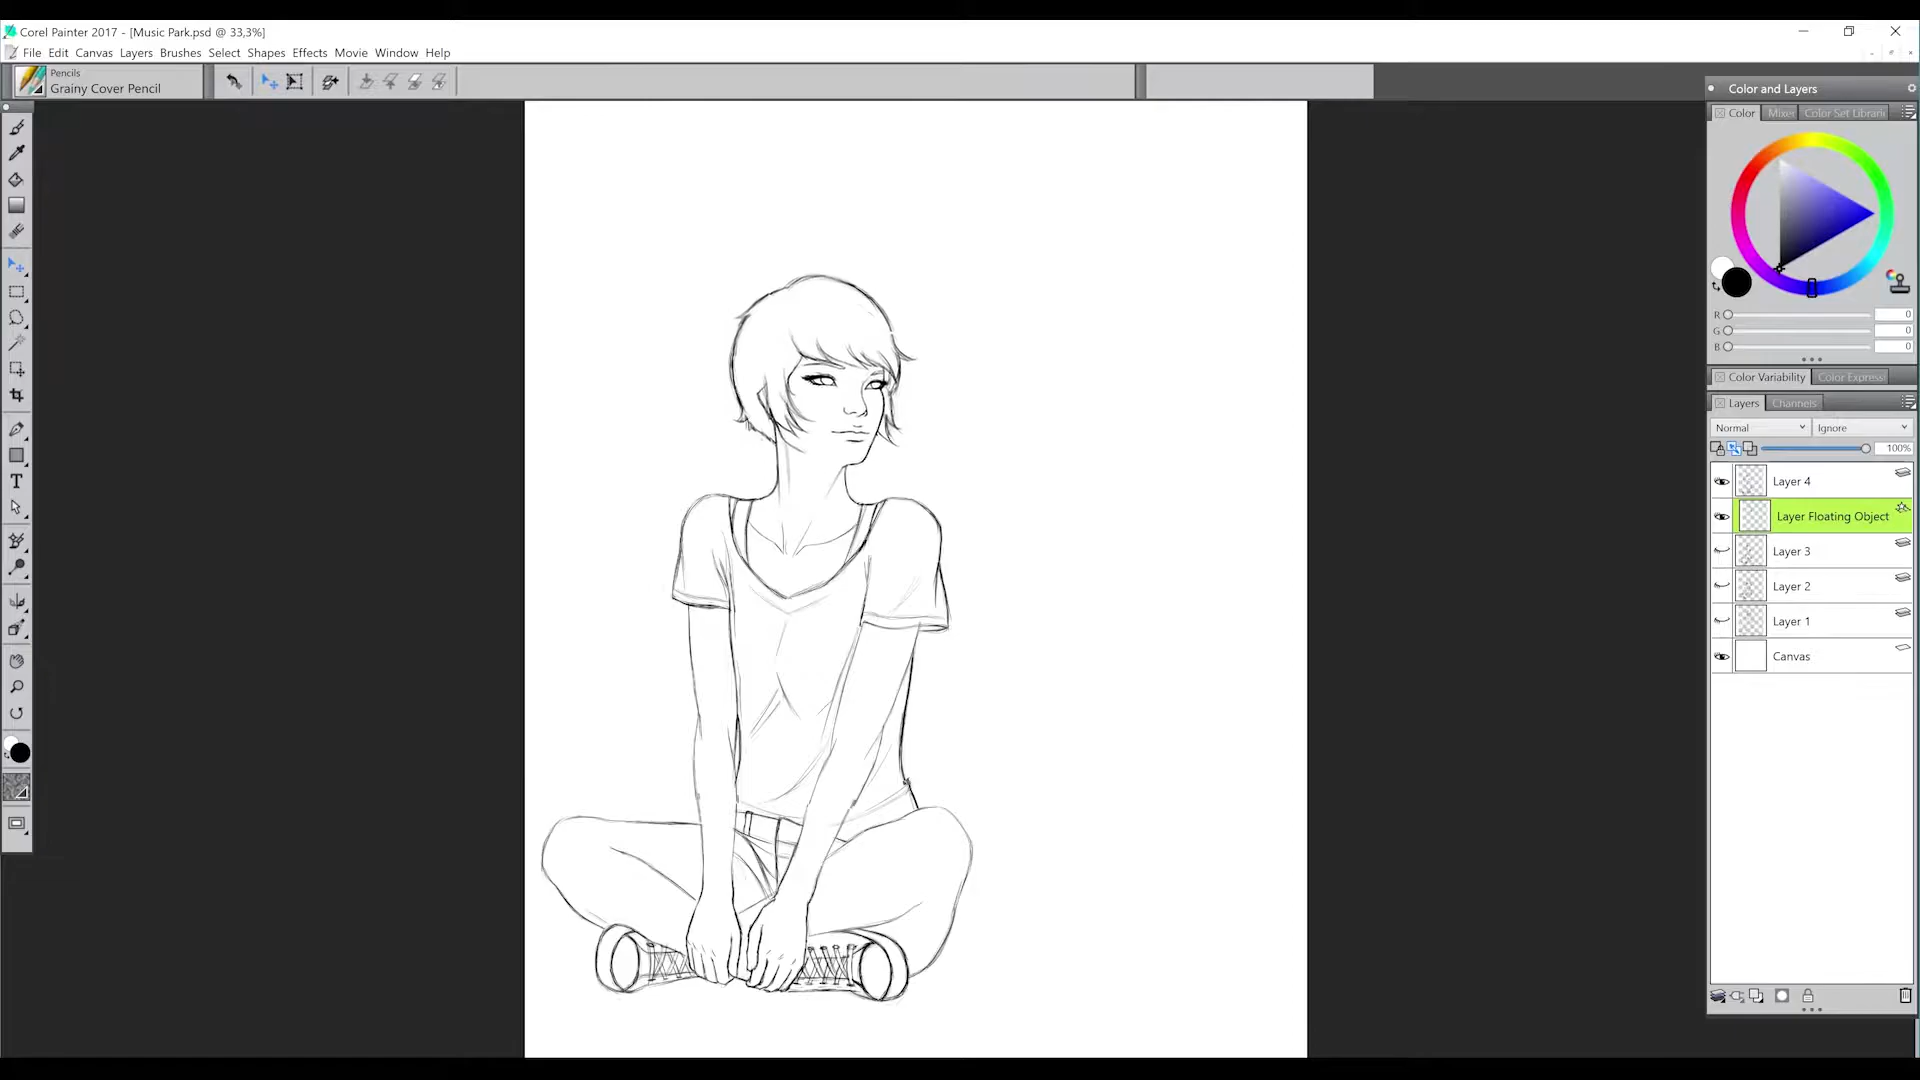 Corel Painter 2017 - [Music Park.psd @ 33,3%]
File Edit Canvas Layers Brushes Select Shapes Effects Movie Window Help
Pencils
Grainy Cover Pencil
Color and Layers
Color Mixer Color Set Librari
R 0
G 0
B 0
Color Variability Color Express
Layers Channels
Normal Ignore
100%
Layer 4
Layer Floating Object
Layer 3
Layer 2
Layer 1
Canvas
T